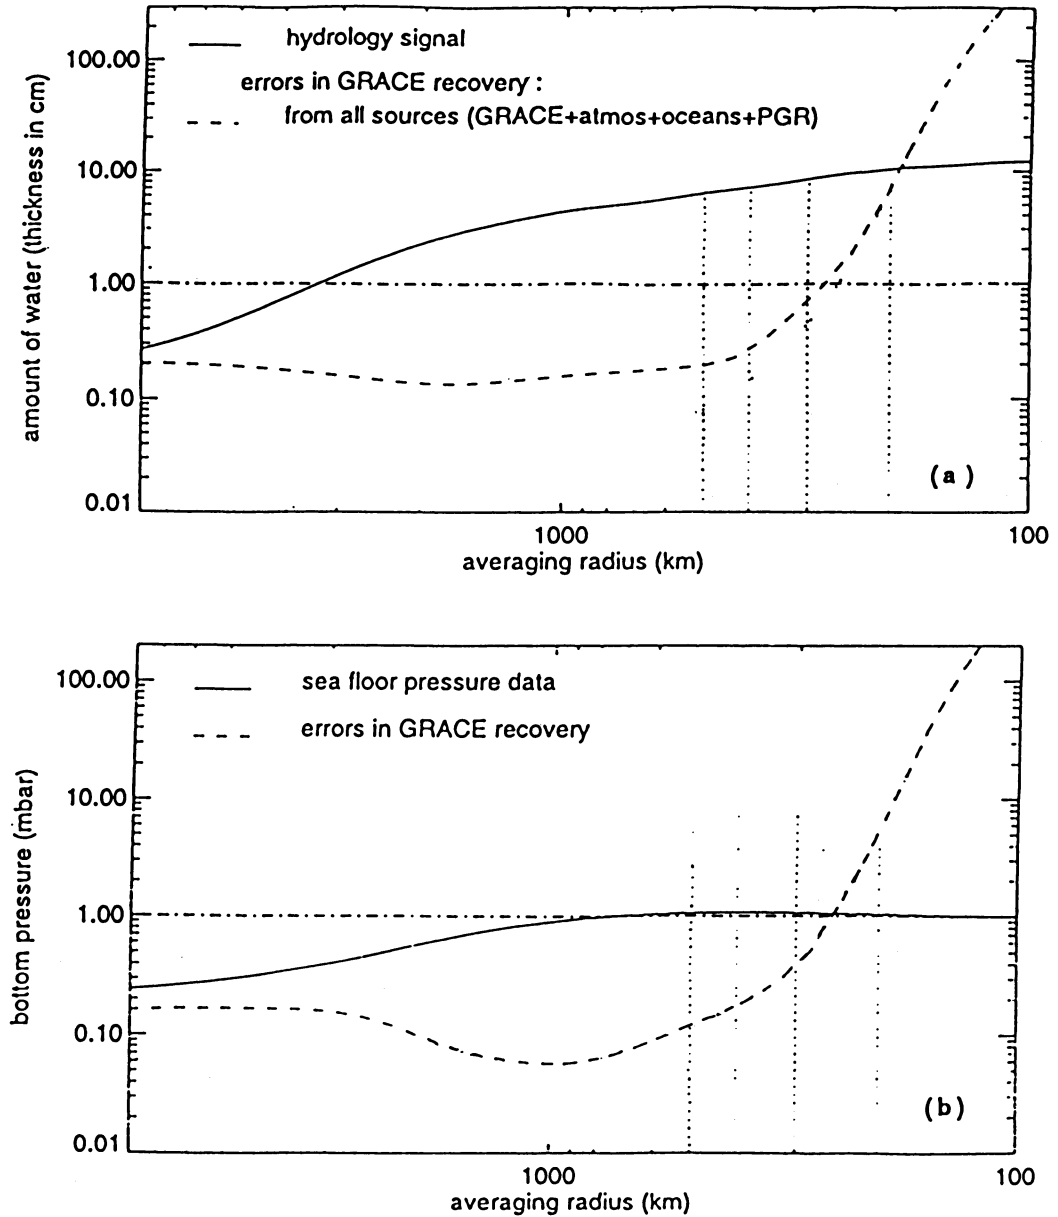 hydrology signal
errors in GRACE recovery :
from all sources (GRACE+atmos+oceans+PGR)
amount of water (thickness in cm)
100.00
10.00
1.00
0.10
0.01
(a)
1000
100
averaging radius (km)
sea floor pressure data
errors in GRACE recovery
bottom pressure (mbar)
100.00
10.00
1.00
0.10
0.01
(b)
1000
100
averaging radius (km)